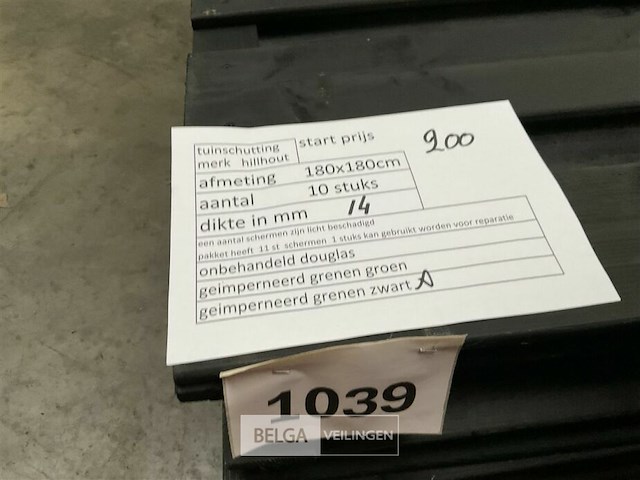 tuinschutting start prijs 200
merk hillhout
afmeting 180x180cm
aantal 10 stuks
dikte in mm 14
een aantal schermen zijn licht beschadigd
pakket heeft 11 st schermen 1 stuks kan gebruikt worden voor reparatie
onbehandeld douglas
geimperneerd grenen groen
geimperneerd grenen zwart
1039
BELGA VEILINGEN